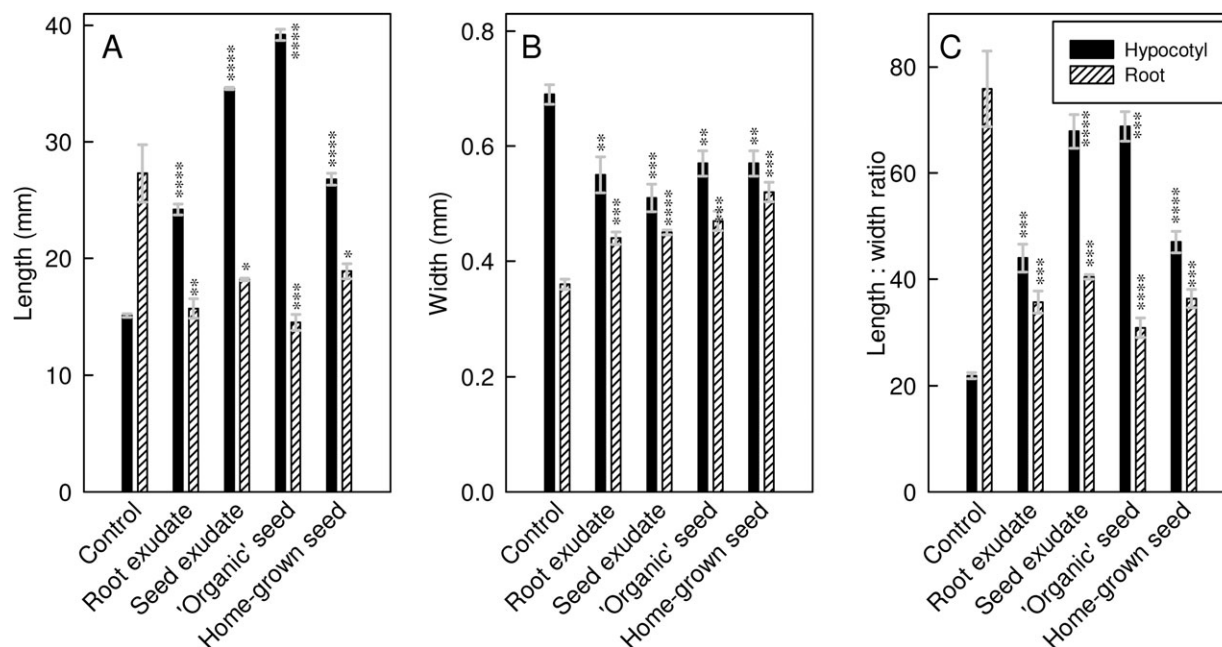 A
Length (mm)
40
30
20
10
0
****
**
****
*
****
***
****
*
Control
Root exudate
Seed exudate
'Organic' seed
Home-grown seed
B
Width (mm)
0.8
0.6
0.4
0.2
0.0
**
***
***
****
**
***
**
***
Control
Root exudate
Seed exudate
'Organic' seed
Home-grown seed
C
Hypocotyl
Root
Length : width ratio
80
60
40
20
0
***
***
****
***
***
****
****
***
Control
Root exudate
Seed exudate
'Organic' seed
Home-grown seed